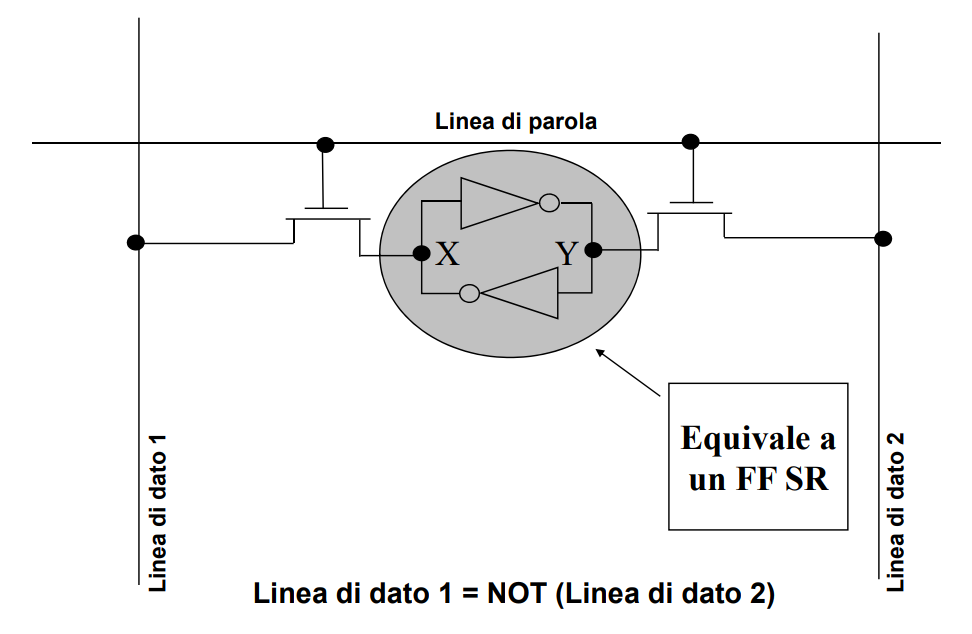 Linea di parola
X
Y
Equivale a
un FF SR
Linea di dato 1
Linea di dato 2
Linea di dato 1 = NOT (Linea di dato 2)